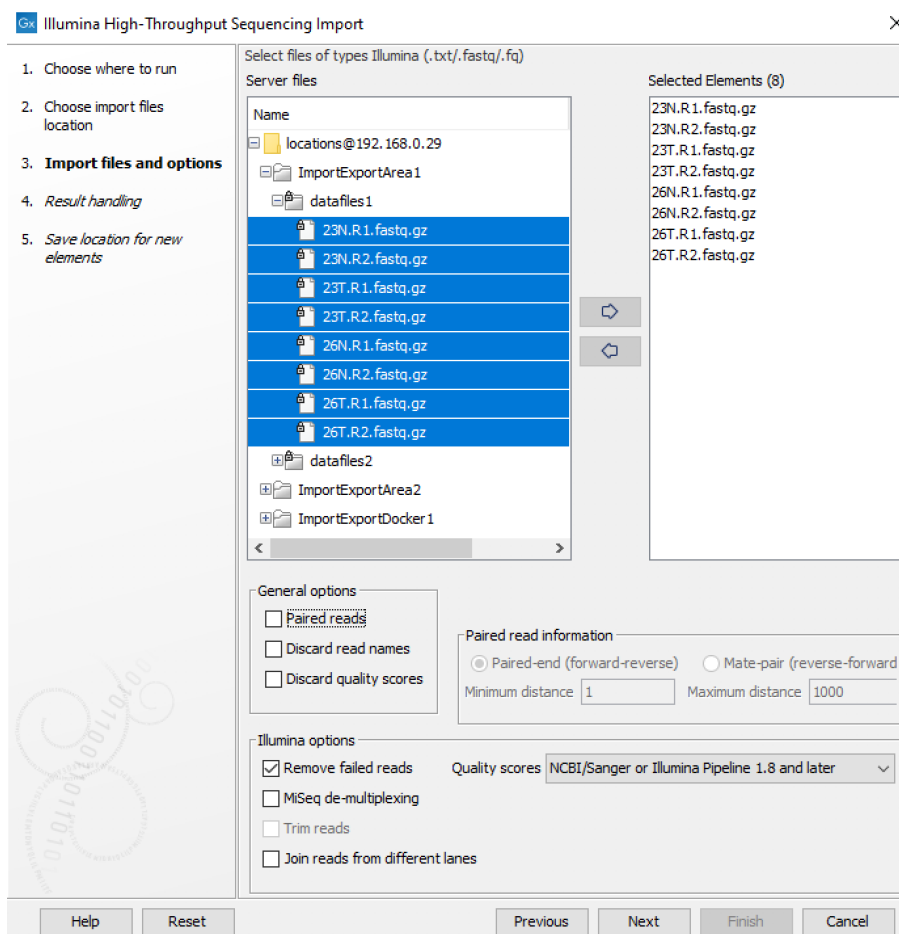 Gx Illumina High-Throughput Sequencing Import
1. Choose where to run
2. Choose import files
location
3. Import files and options
4. Result handling
5. Save location for new
elements
Select files of types Illumina (.txt/.fastq/.fq)
Server files
Name
locations@192.168.0.29
ImportExportArea1
datafiles1
23N.R1.fastq.gz
23N.R2.fastq.gz
23T.R1.fastq.gz
23T.R2.fastq.gz
26N.R1.fastq.gz
26N.R2.fastq.gz
26T.R1.fastq.gz
26T.R2.fastq.gz
datafiles2
ImportExportArea2
ImportExportDocker1
Selected Elements (8)
23N.R1.fastq.gz
23N.R2.fastq.gz
23T.R1.fastq.gz
23T.R2.fastq.gz
26N.R1.fastq.gz
26N.R2.fastq.gz
26T.R1.fastq.gz
26T.R2.fastq.gz
General options
Paired reads
Discard read names
Discard quality scores
Paired read information
Paired-end (forward-reverse) Mate-pair (reverse-forward
Minimum distance 1 Maximum distance 1000
Illumina options
Remove failed reads Quality scores NCBI/Sanger or Illumina Pipeline 1.8 and later
MiSeq de-multiplexing
Trim reads
Join reads from different lanes
Help Reset Previous Next Finish Cancel